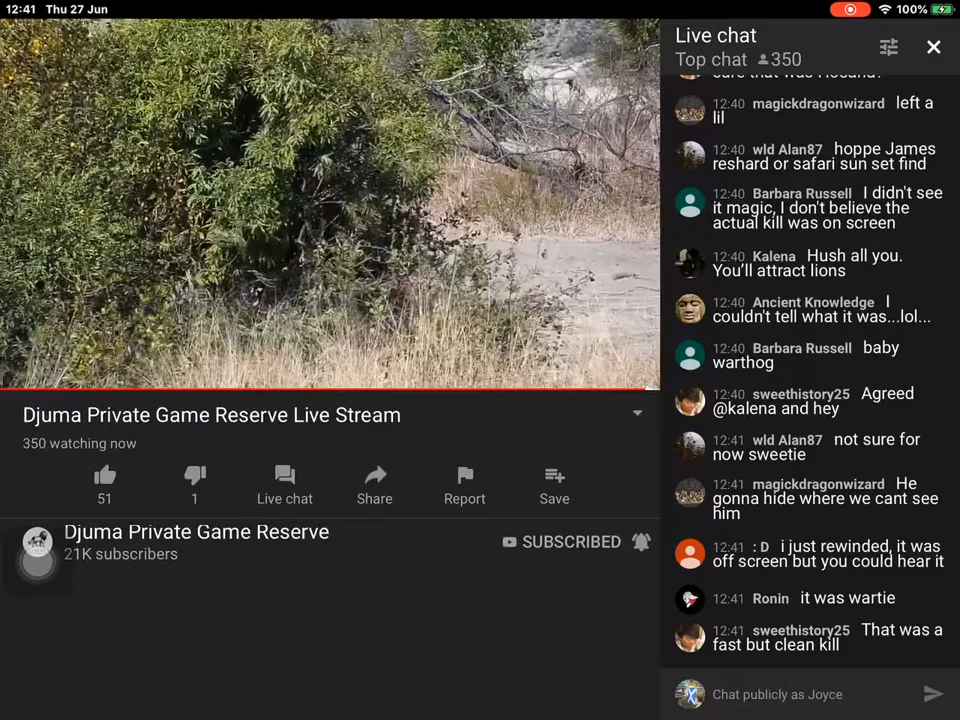 12:41 Thu 27 Jun
100%
Live chat
Top chat 350
12:40 magickdragonwizard left a
lil
12:40 wld Alan87 hoppe James
reshard or safari sun set find
12:40 Barbara Russell I didn't see
it magic, I don't believe the
actual kill was on screen
12:40 Kalena Hush all you.
You'll attract lions
12:40 Ancient Knowledge I
couldn't tell what it was...lol...
12:40 Barbara Russell baby
warthog
12:40 sweethistory25 Agreed
@kalena and hey
12:41 wld Alan87 not sure for
now sweetie
12:41 magickdragonwizard He
gonna hide where we cant see
him
12:41 : D i just rewinded, it was
off screen but you could hear it
12:41 Ronin it was wartie
12:41 sweethistory25 That was a
fast but clean kill
Chat publicly as Joyce
Djuma Private Game Reserve Live Stream
350 watching now
51
1
Live chat
Share
Report
Save
Djuma Private Game Reserve
21K subscribers
SUBSCRIBED